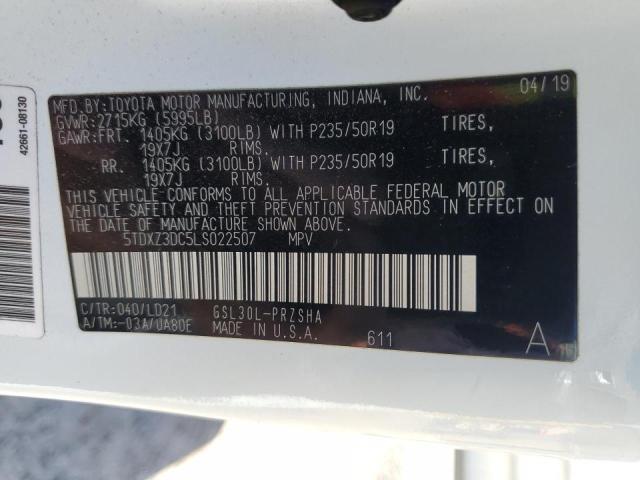 MFD.BY:TOYOTA MOTOR MANUFACTURING, INDIANA, INC. 04/19
GVWR:2715KG (5995LB)
GAWR:FRT. 1405KG (3100LB) WITH P235/50R19 TIRES,
19X7J RIMS.
RR. 1405KG (3100LB) WITH P235/50R19 TIRES,
19X7J RIMS.
THIS VEHICLE CONFORMS TO ALL APPLICABLE FEDERAL MOTOR
VEHICLE SAFETY AND THEFT PREVENTION STANDARDS IN EFFECT ON
THE DATE OF MANUFACTURE SHOWN ABOVE.
5TDXZ3DC5LS022507 MPV
C/TR:040/LD21 GSL30L-PRZSHA
A/TM:-03A/UA80E MADE IN U.S.A. 611 A
42661-08130